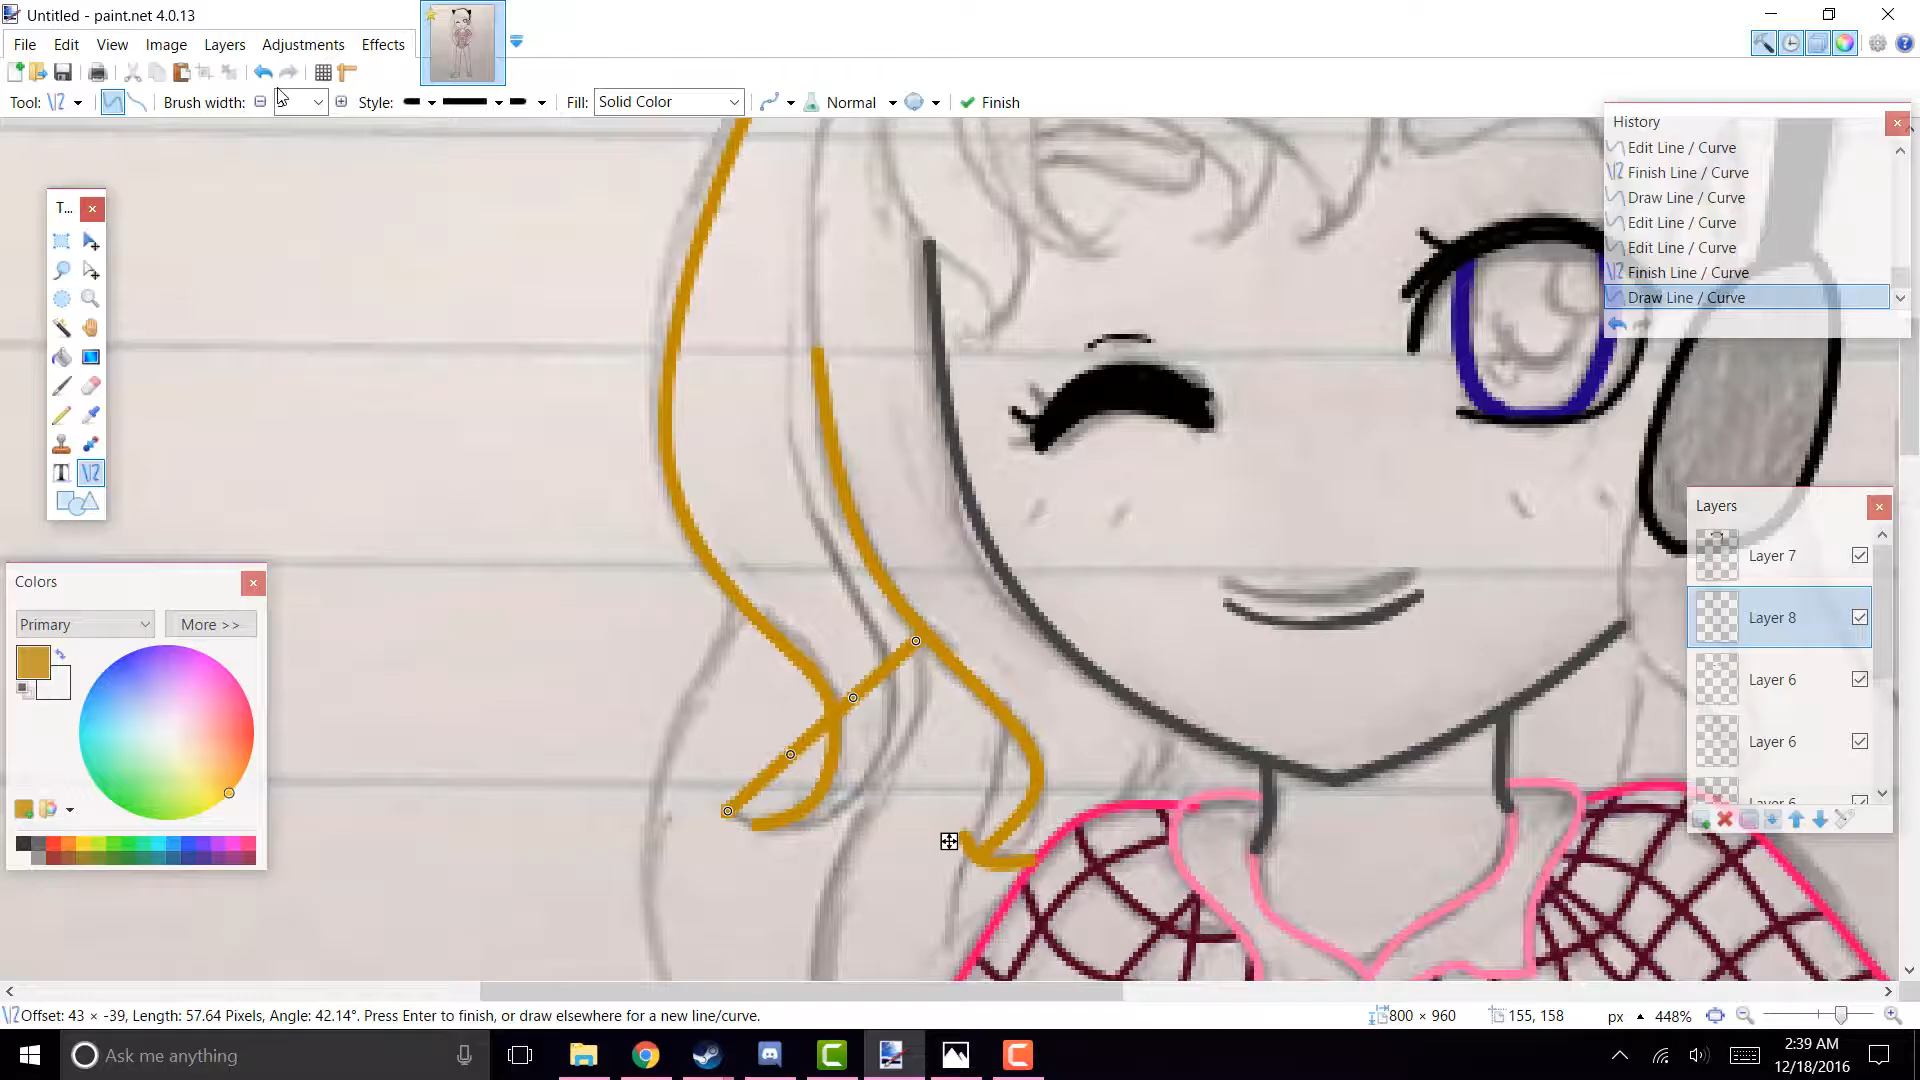 Untitled - paint.net 4.0.13
File Edit View Image Layers Adjustments Effects
Tool: Brush width: Style: Fill: Solid Color Normal Finish
History
Edit Line / Curve
Finish Line / Curve
Draw Line / Curve
Edit Line / Curve
Edit Line / Curve
Finish Line / Curve
Draw Line / Curve
T...
Layers
Layer 7
Layer 8
Layer 6
Layer 6
Colors
Primary More >>
Offset: 43 × -39, Length: 57.64 Pixels, Angle: 42.14°. Press Enter to finish, or draw elsewhere for a new line/curve.
800 × 960 155, 158 px 448%
Ask me anything
2:39 AM
12/18/2016